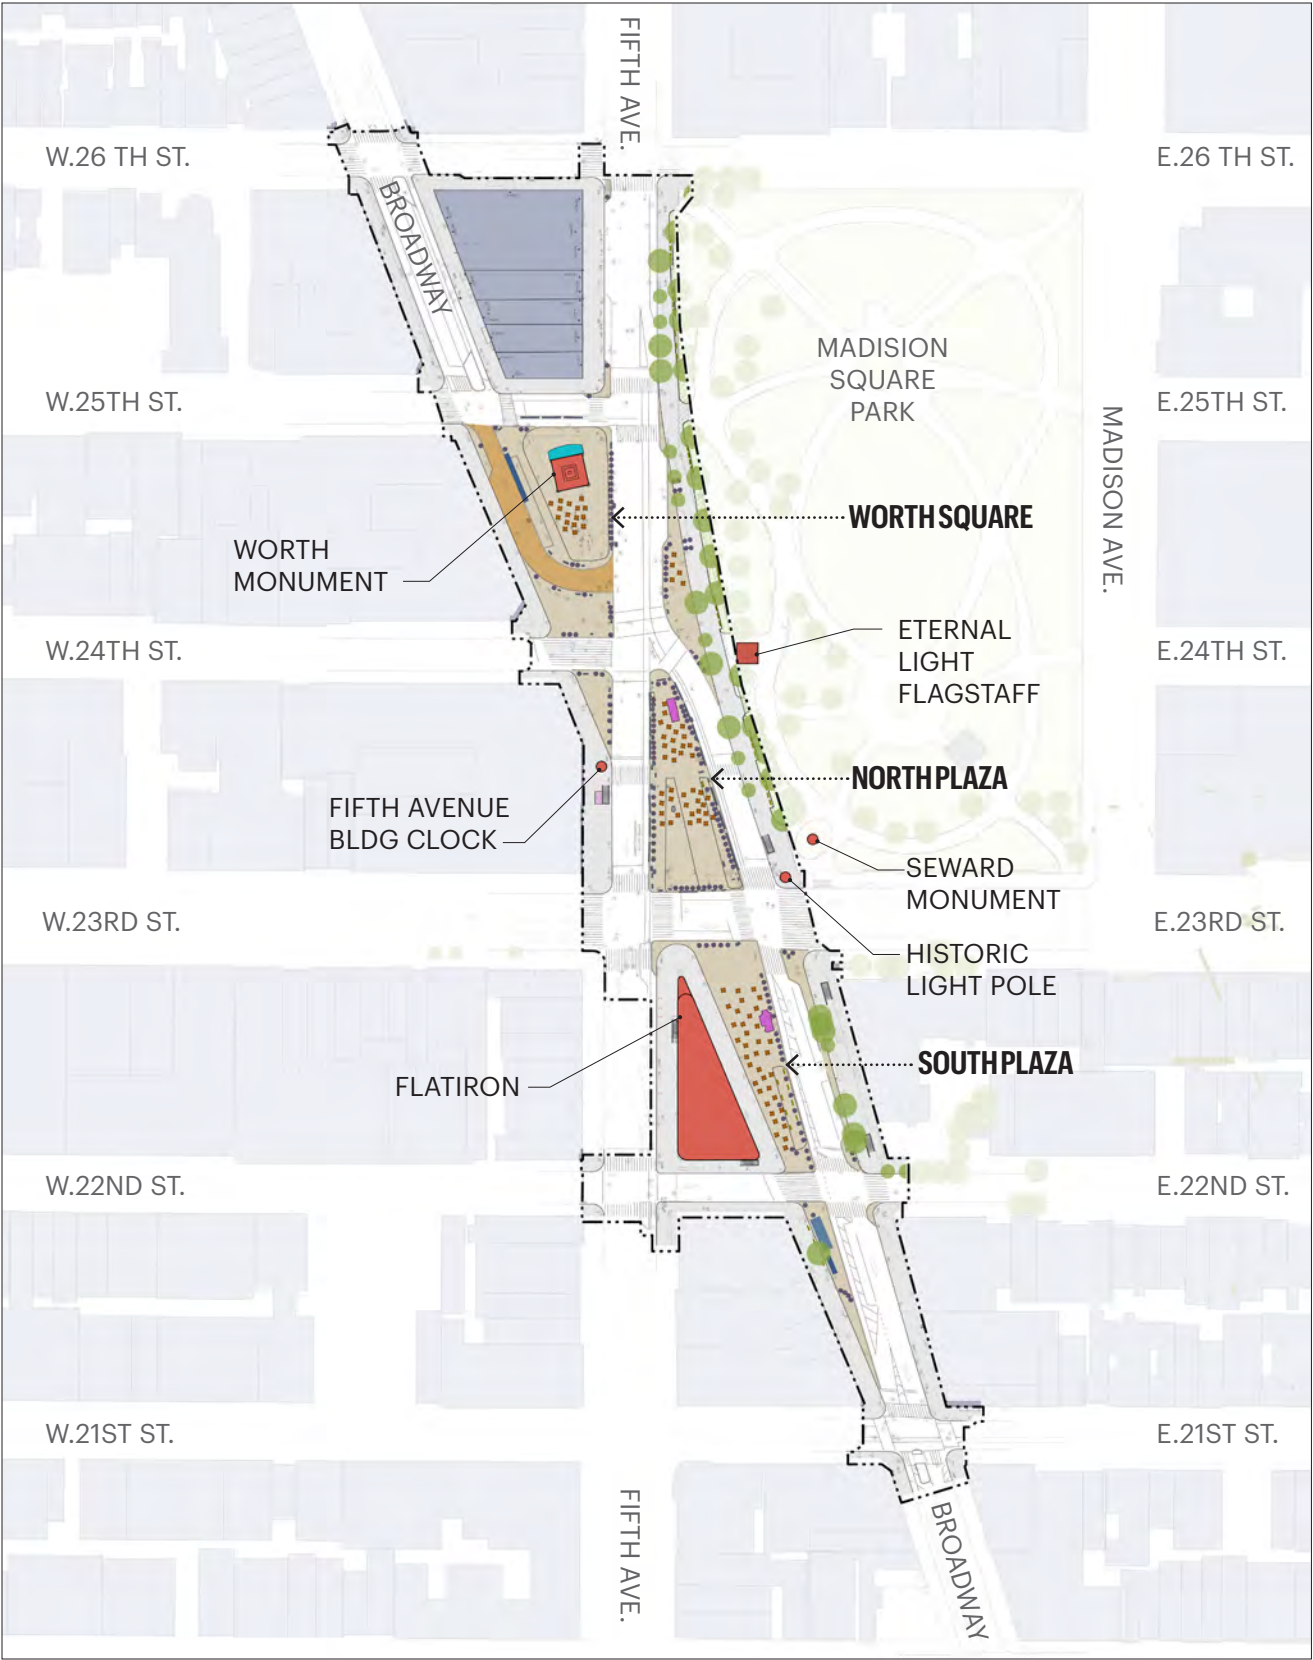 FIFTH AVE.
W.26 TH ST.
E.26 TH ST.
BROADWAY
MADISION
SQUARE
PARK
W.25TH ST.
E.25TH ST.
MADISON AVE.
WORTH SQUARE
WORTH
MONUMENT
ETERNAL
LIGHT
FLAGSTAFF
W.24TH ST.
E.24TH ST.
NORTH PLAZA
FIFTH AVENUE
BLDG CLOCK
SEWARD
MONUMENT
W.23RD ST.
E.23RD ST.
HISTORIC
LIGHT POLE
SOUTH PLAZA
FLATIRON
W.22ND ST.
E.22ND ST.
W.21ST ST.
E.21ST ST.
FIFTH AVE.
BROADWAY